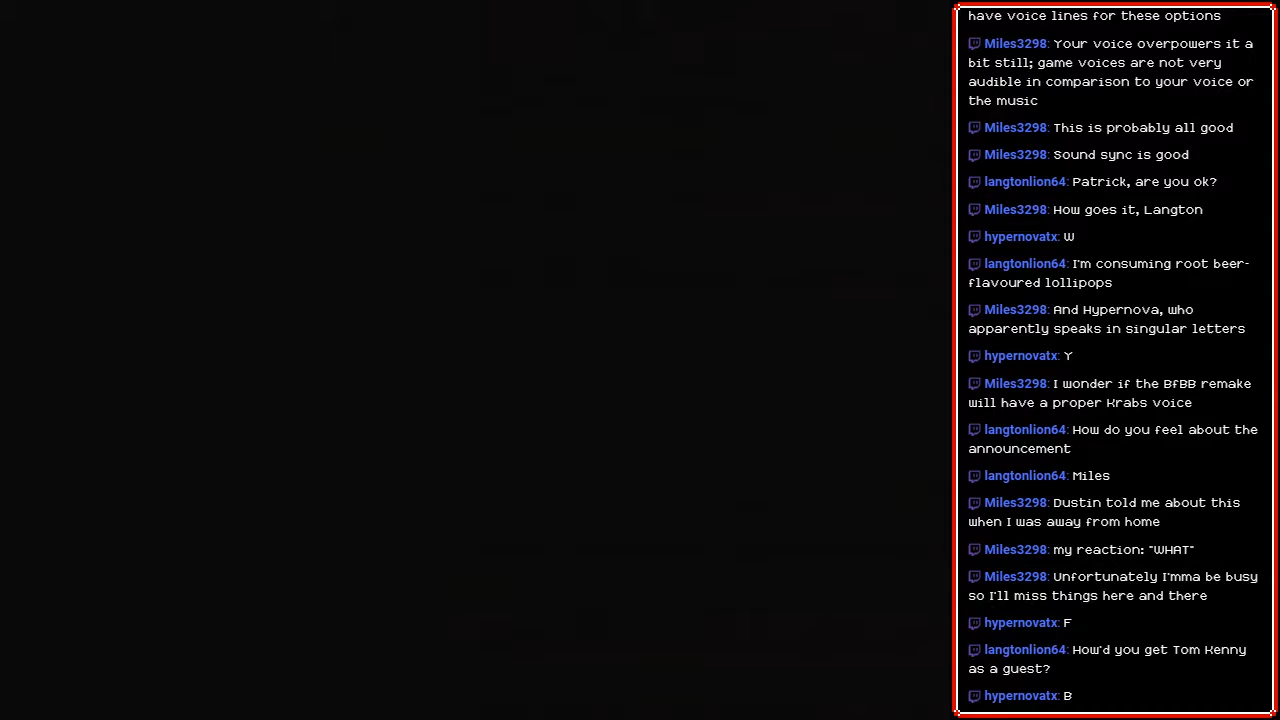 have voice lines for these options
Miles3298: Your voice overpowers it a
bit still; game voices are not very
audible in comparison to your voice or
the music
Miles3298: This is probably all good
Miles3298: Sound sync is good
langtonlion64: Patrick, are you ok?
Miles3298: How goes it, Langton
hypernovatx: W
langtonlion64: I'm consuming root beer-
flavoured lollipops
Miles3298: And Hypernova, who
apparently speaks in singular letters
hypernovatx: Y
Miles3298: I wonder if the BfBB remake
will have a proper Krabs voice
langtonlion64: How do you feel about the
announcement
langtonlion64: Miles
Miles3298: Dustin told me about this
when I was away from home
Miles3298: my reaction: "WHAT"
Miles3298: Unfortunately I'mma be busy
so I'll miss things here and there
hypernovatx: F
langtonlion64: How'd you get Tom Kenny
as a guest?
hypernovatx: B